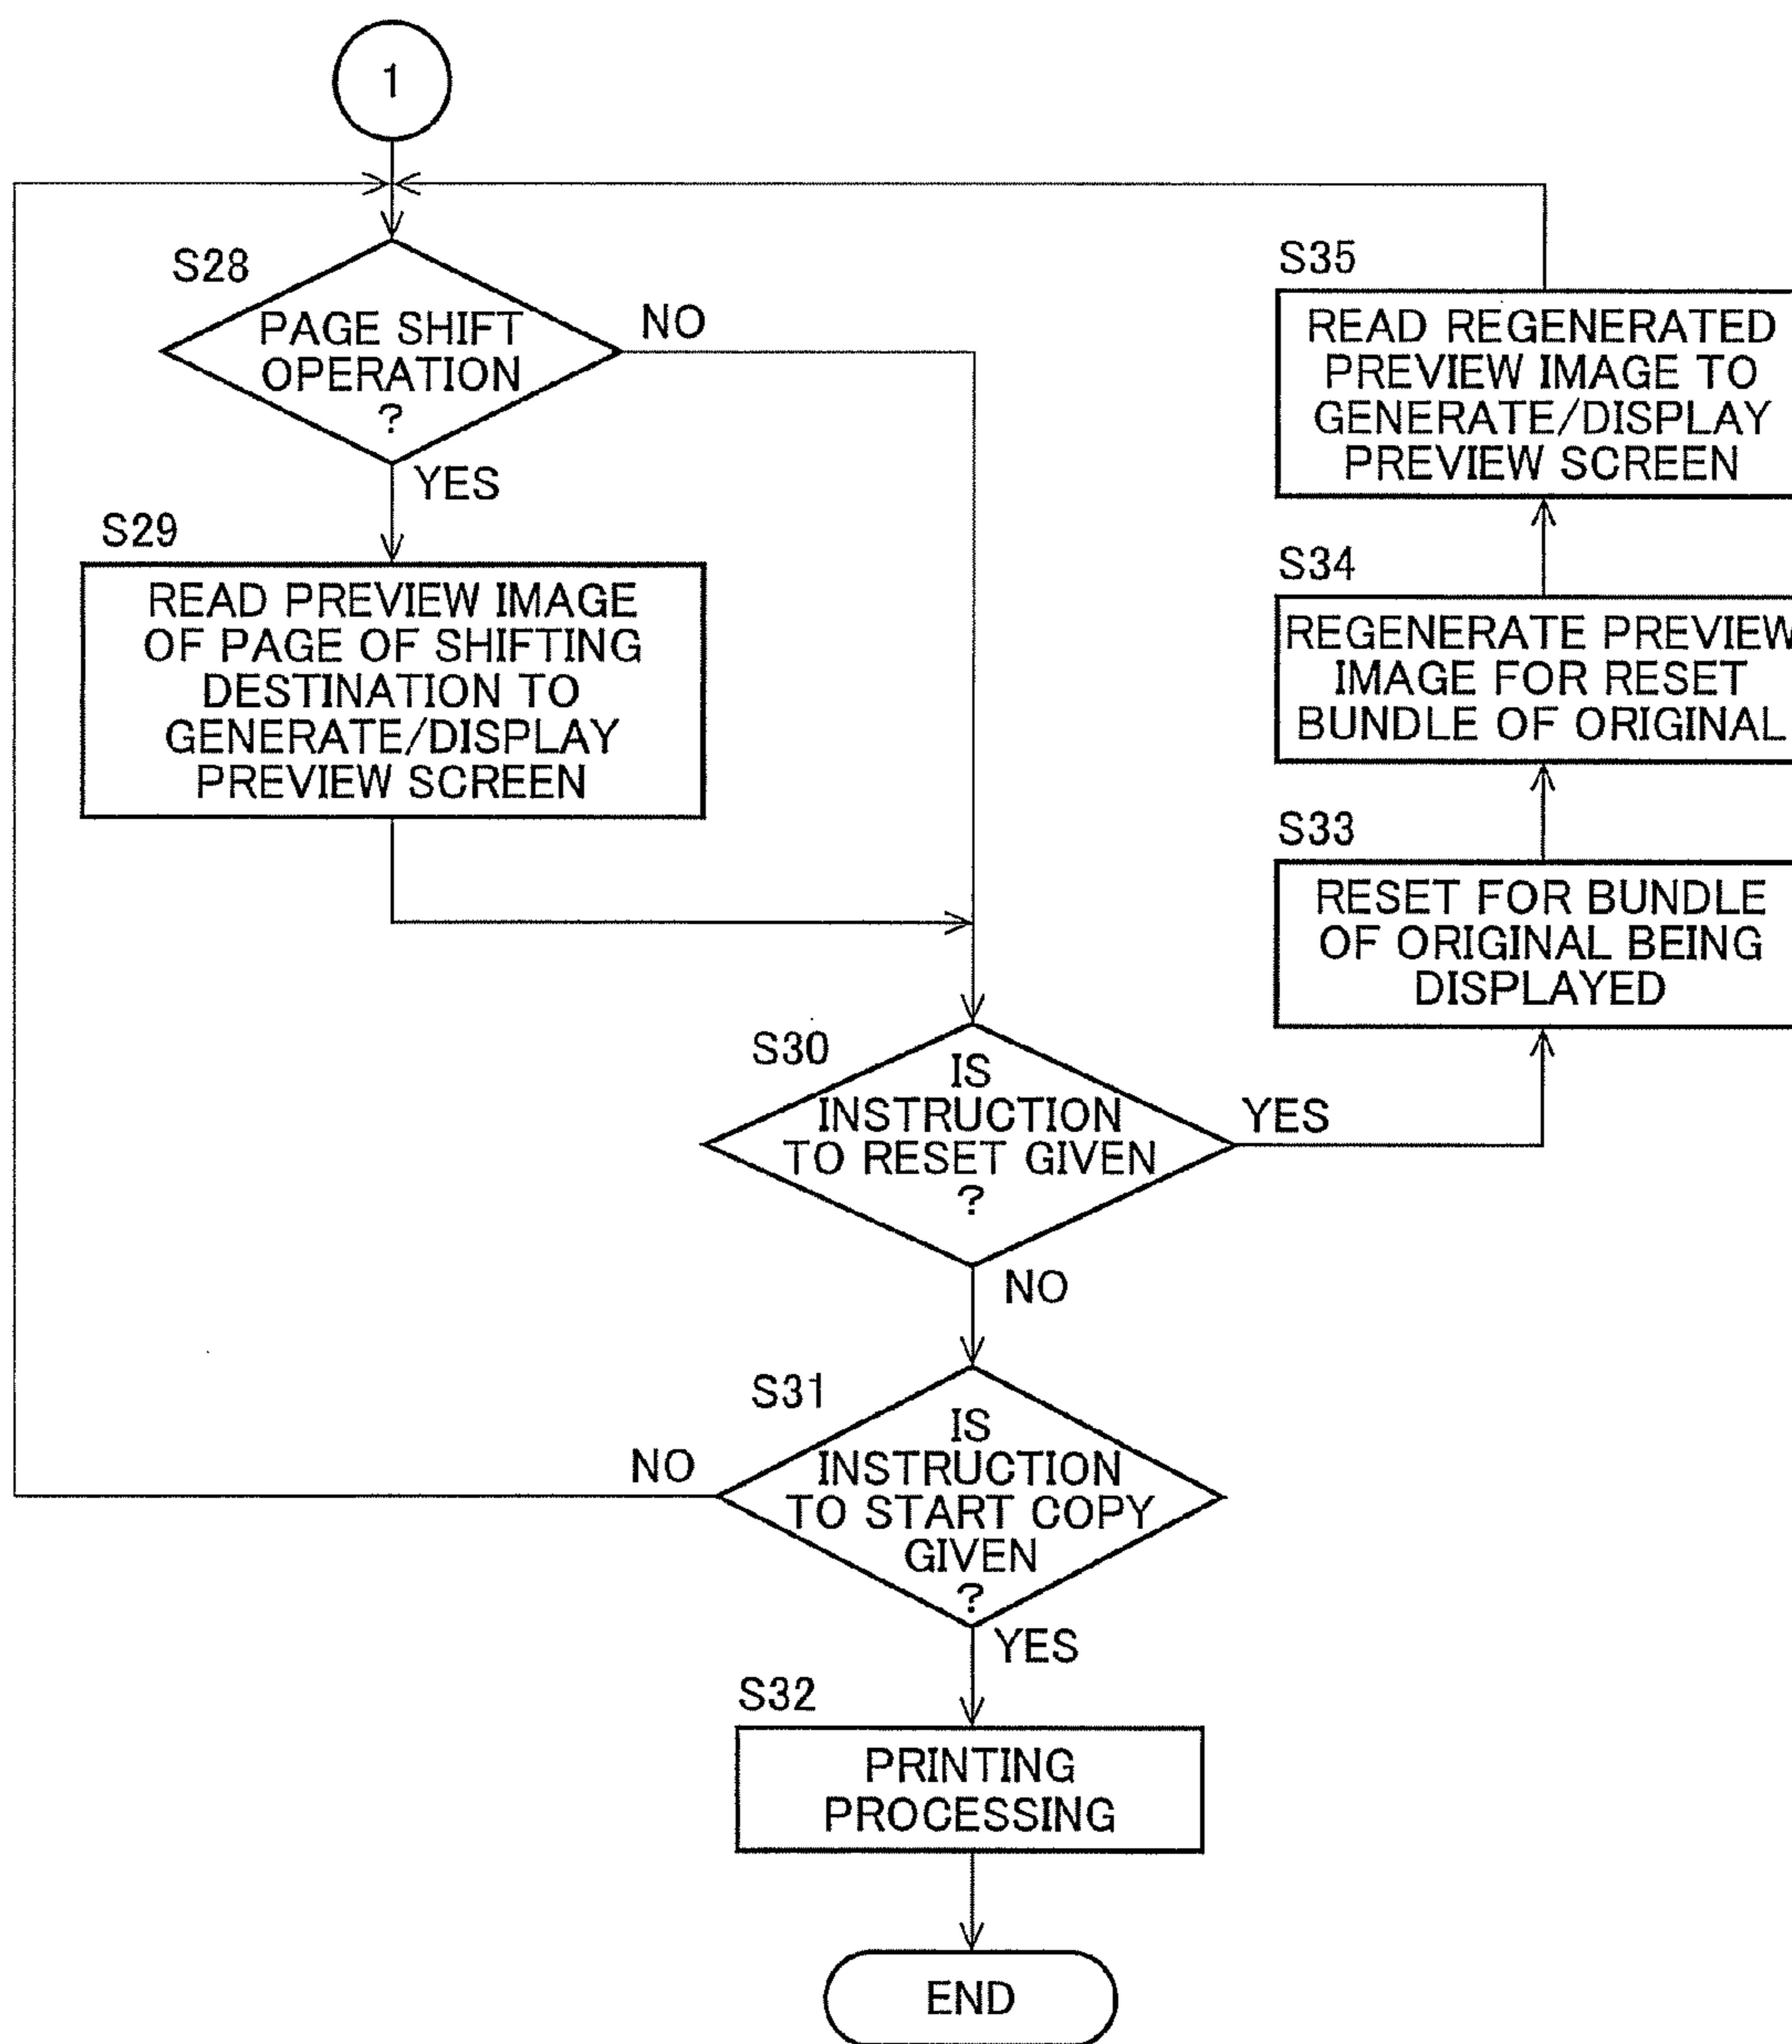 1
S28
PAGE SHIFT
OPERATION
?
NO
YES
S29
READ PREVIEW IMAGE
OF PAGE OF SHIFTING
DESTINATION TO
GENERATE/DISPLAY
PREVIEW SCREEN
S35
READ REGENERATED
PREVIEW IMAGE TO
GENERATE/DISPLAY
PREVIEW SCREEN
S34
REGENERATE PREVIEW
IMAGE FOR RESET
BUNDLE OF ORIGINAL
S33
RESET FOR BUNDLE
OF ORIGINAL BEING
DISPLAYED
S30
IS
INSTRUCTION
TO RESET GIVEN
?
YES
NO
S31
IS
INSTRUCTION
TO START COPY
GIVEN
?
NO
YES
S32
PRINTING
PROCESSING
END